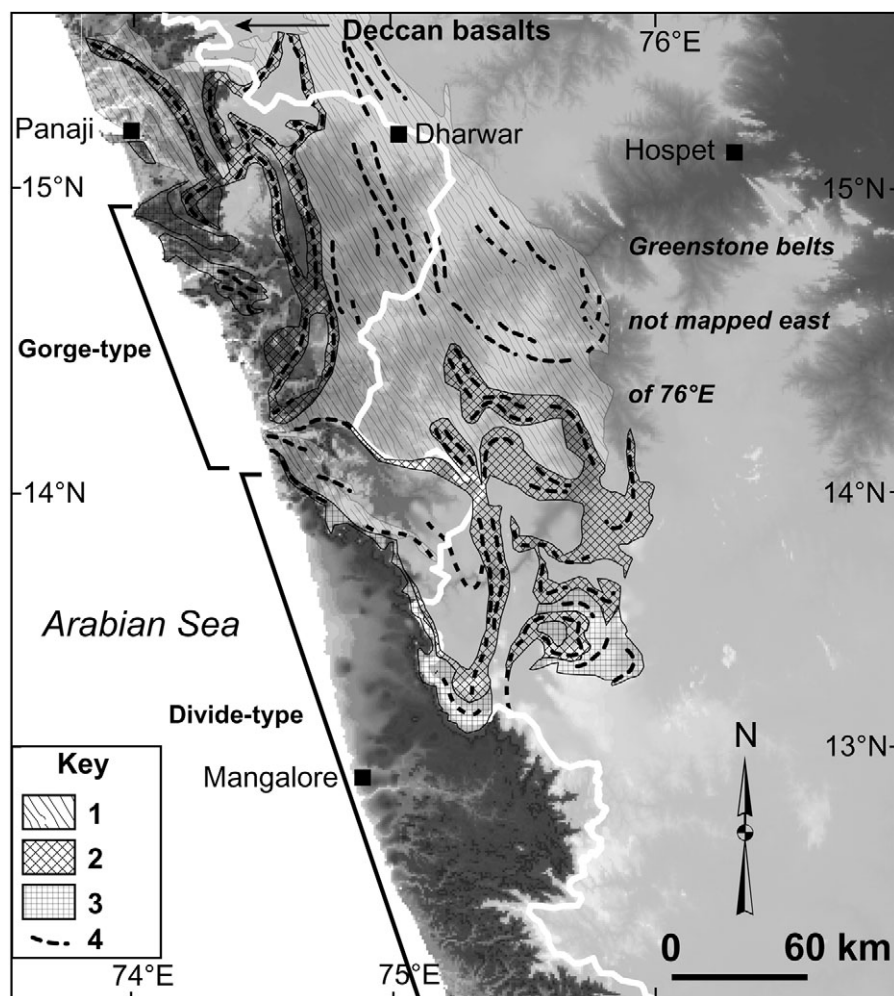 Deccan basalts
76°E
Panaji
Dharwar
Hospet
15°N
15°N
Greenstone belts
not mapped east
of 76°E
Gorge-type
14°N
14°N
Arabian Sea
Divide-type
13°N
Mangalore
N
Key
1
2
3
4
74°E
75°E
0 60 km